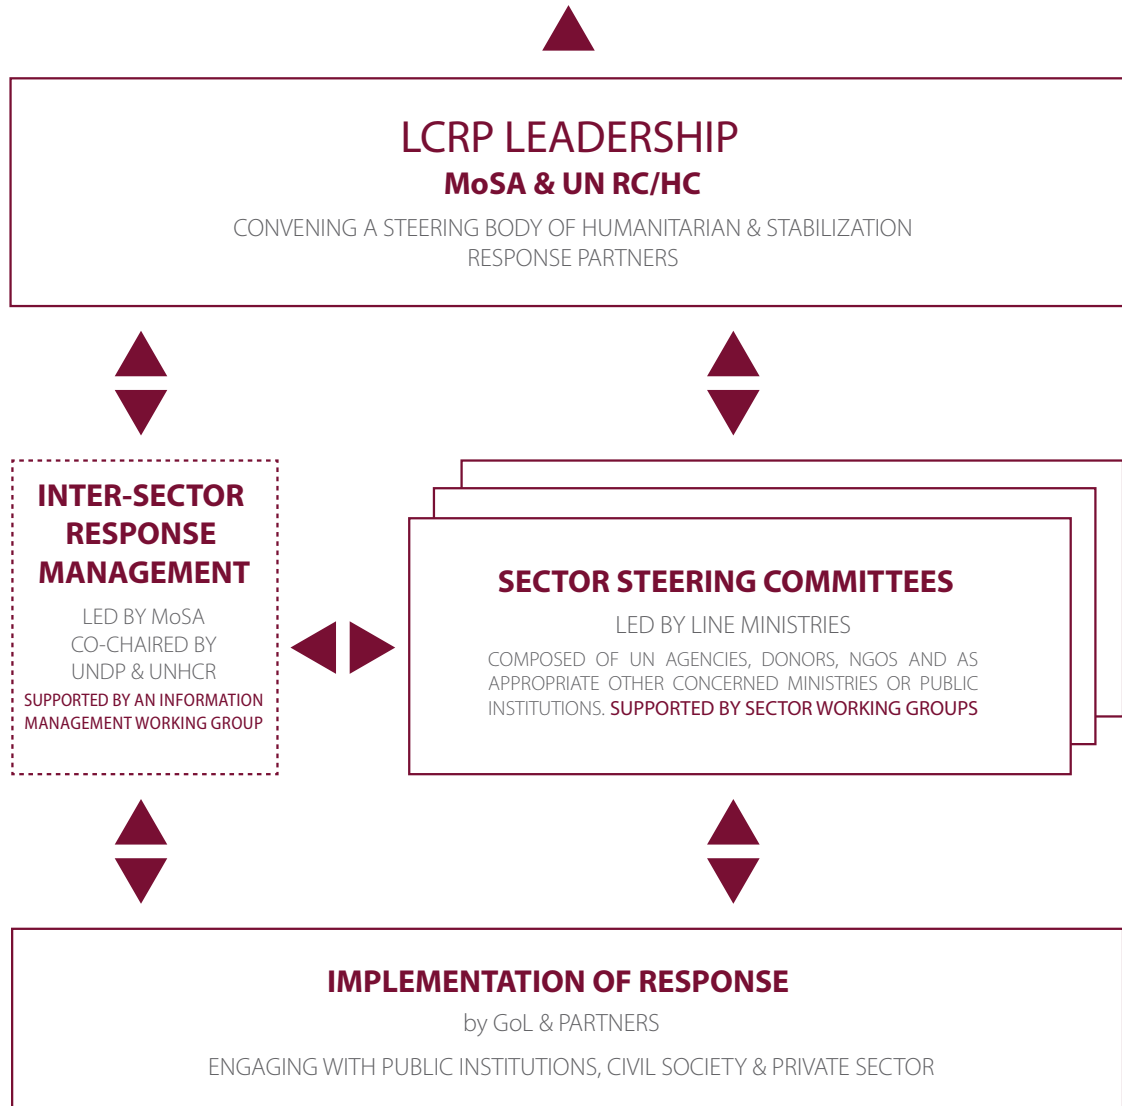 LCRP LEADERSHIP
MoSA & UN RC/HC
CONVENING A STEERING BODY OF HUMANITARIAN & STABILIZATION
RESPONSE PARTNERS
INTER-SECTOR
RESPONSE
MANAGEMENT
LED BY MoSA
CO-CHAIRED BY
UNDP & UNHCR
SUPPORTED BY AN INFORMATION
MANAGEMENT WORKING GROUP
SECTOR STEERING COMMITTEES
LED BY LINE MINISTRIES
COMPOSED OF UN AGENCIES, DONORS, NGOS AND AS
APPROPRIATE OTHER CONCERNED MINISTRIES OR PUBLIC
INSTITUTIONS. SUPPORTED BY SECTOR WORKING GROUPS
IMPLEMENTATION OF RESPONSE
by GoL & PARTNERS
ENGAGING WITH PUBLIC INSTITUTIONS, CIVIL SOCIETY & PRIVATE SECTOR